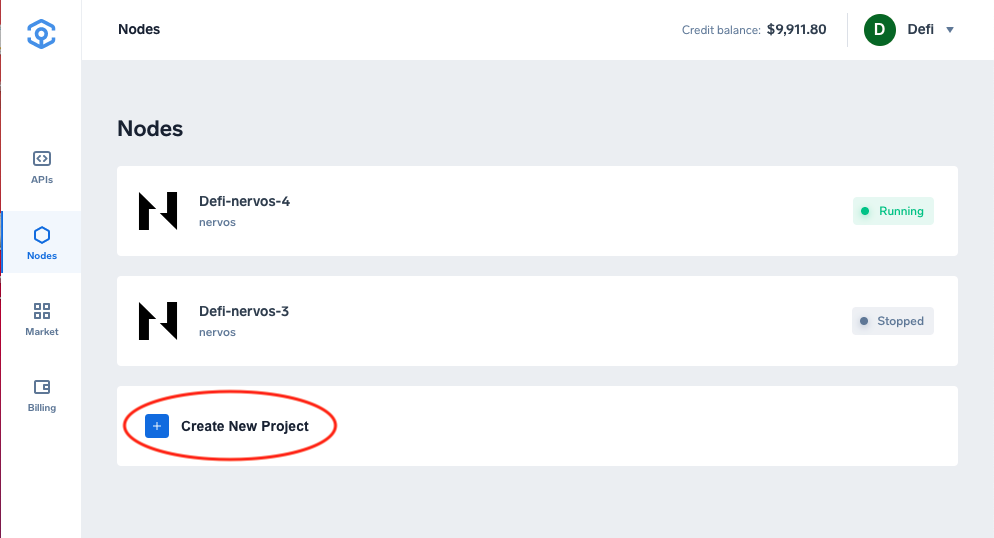 Nodes
Credit balance: $9,911.80
D
Defi
Nodes
APIs
Nodes
Market
Billing
Defi-nervos-4
nervos
Running
Defi-nervos-3
nervos
Stopped
+ Create New Project